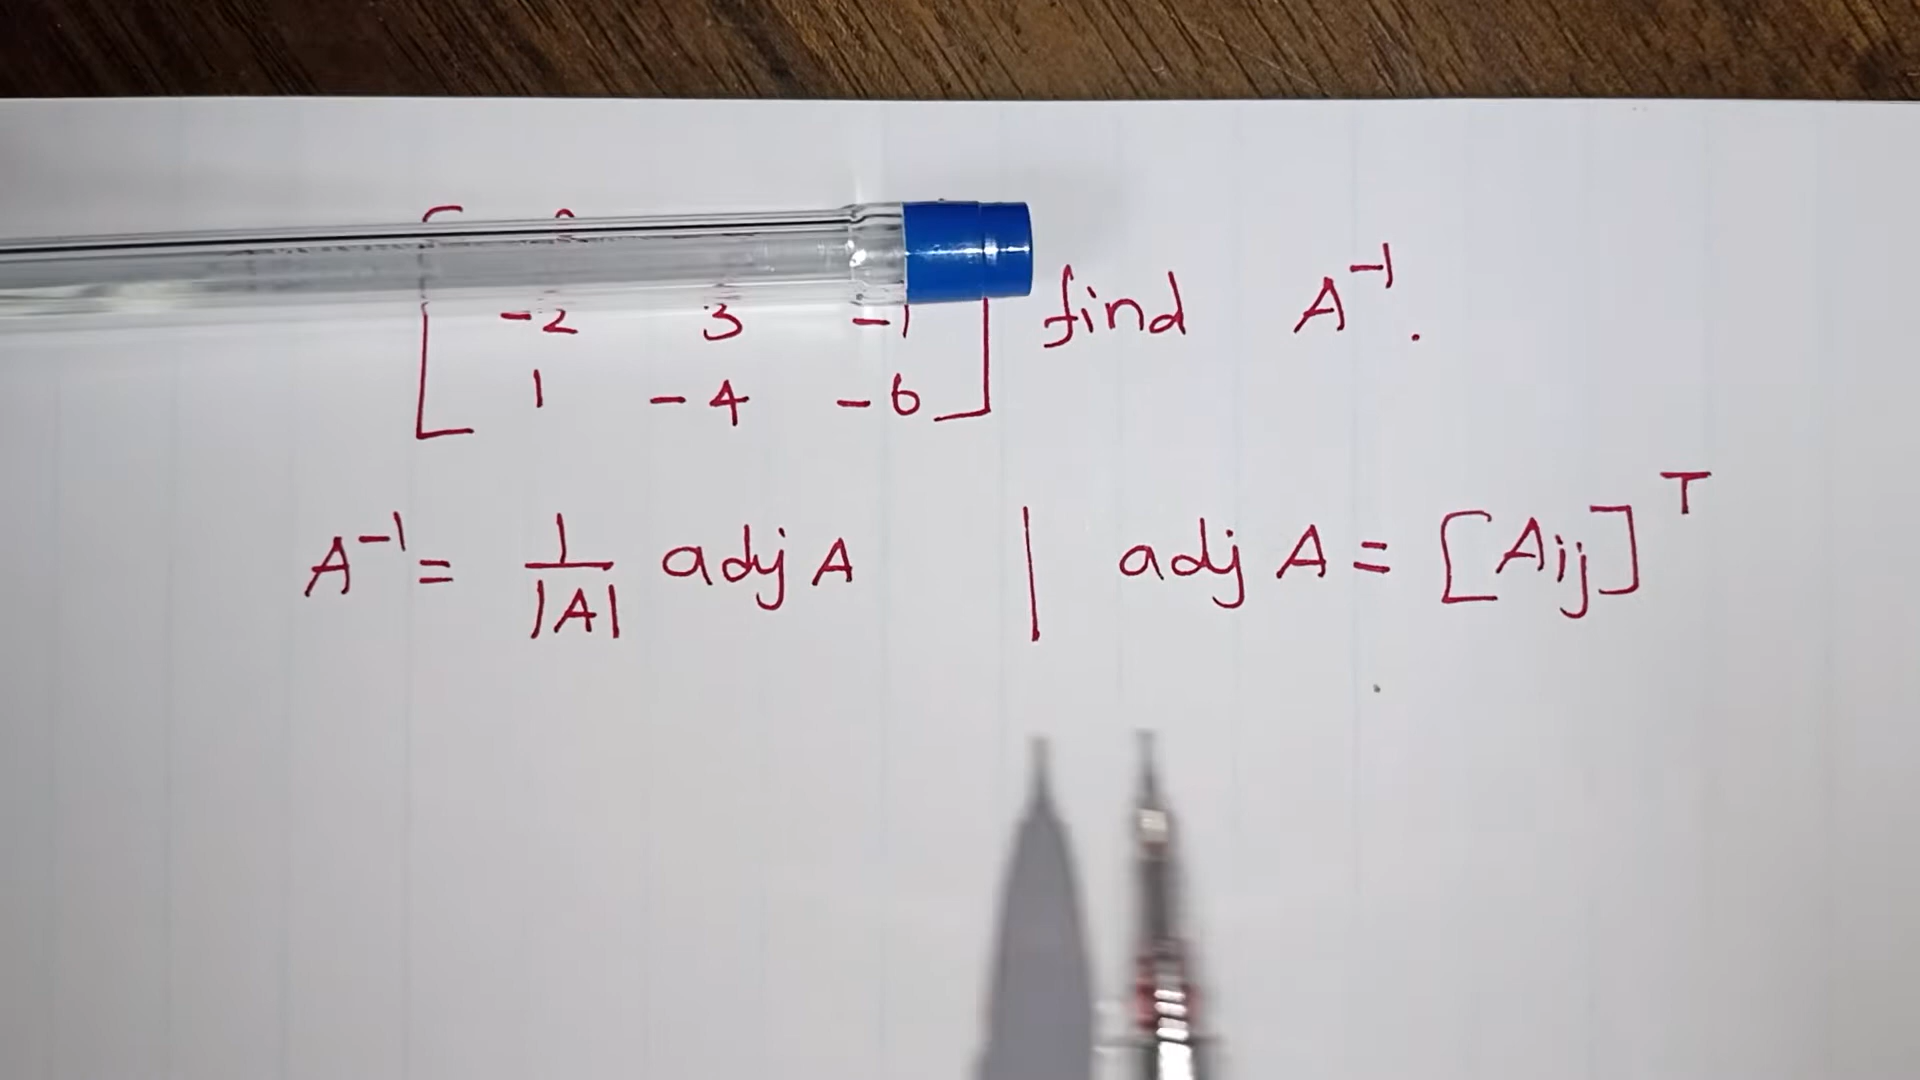 -2 3 -1 find A⁻¹.
1 -4 -6
A⁻¹ = 1/|A| adj A | adj A = [Aij]ᵀ